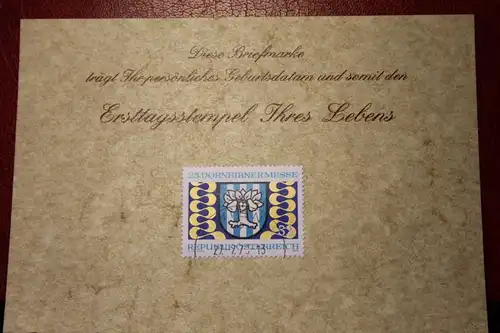 Diese Briefmarke
trägt Ihr persönliches Geburtsdatum und somit den
Ersttagsstempel Ihres Lebens
25. DORNBIRNER MESSE
REPUBLIK ÖSTERREICH